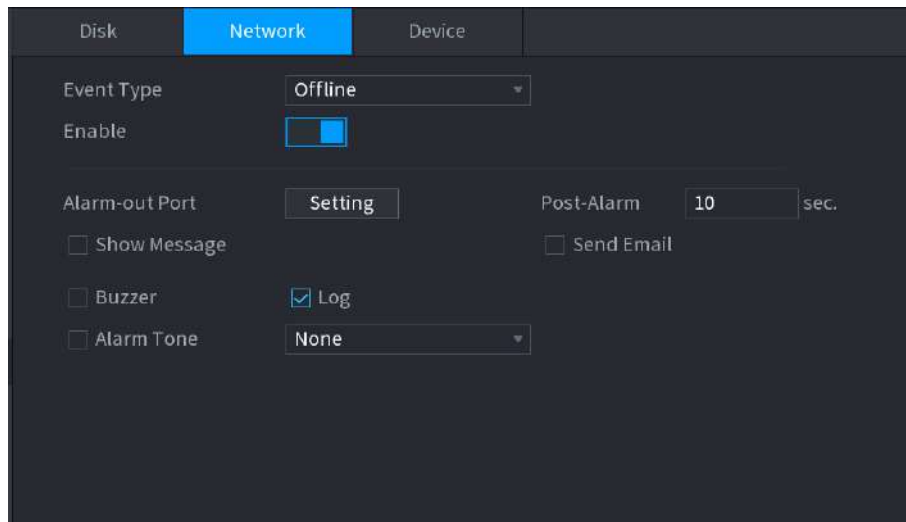 Disk Network Device
Event Type Offline
Enable
Alarm-out Port Setting Post-Alarm 10 sec.
Show Message Send Email
Buzzer Log
Alarm Tone None